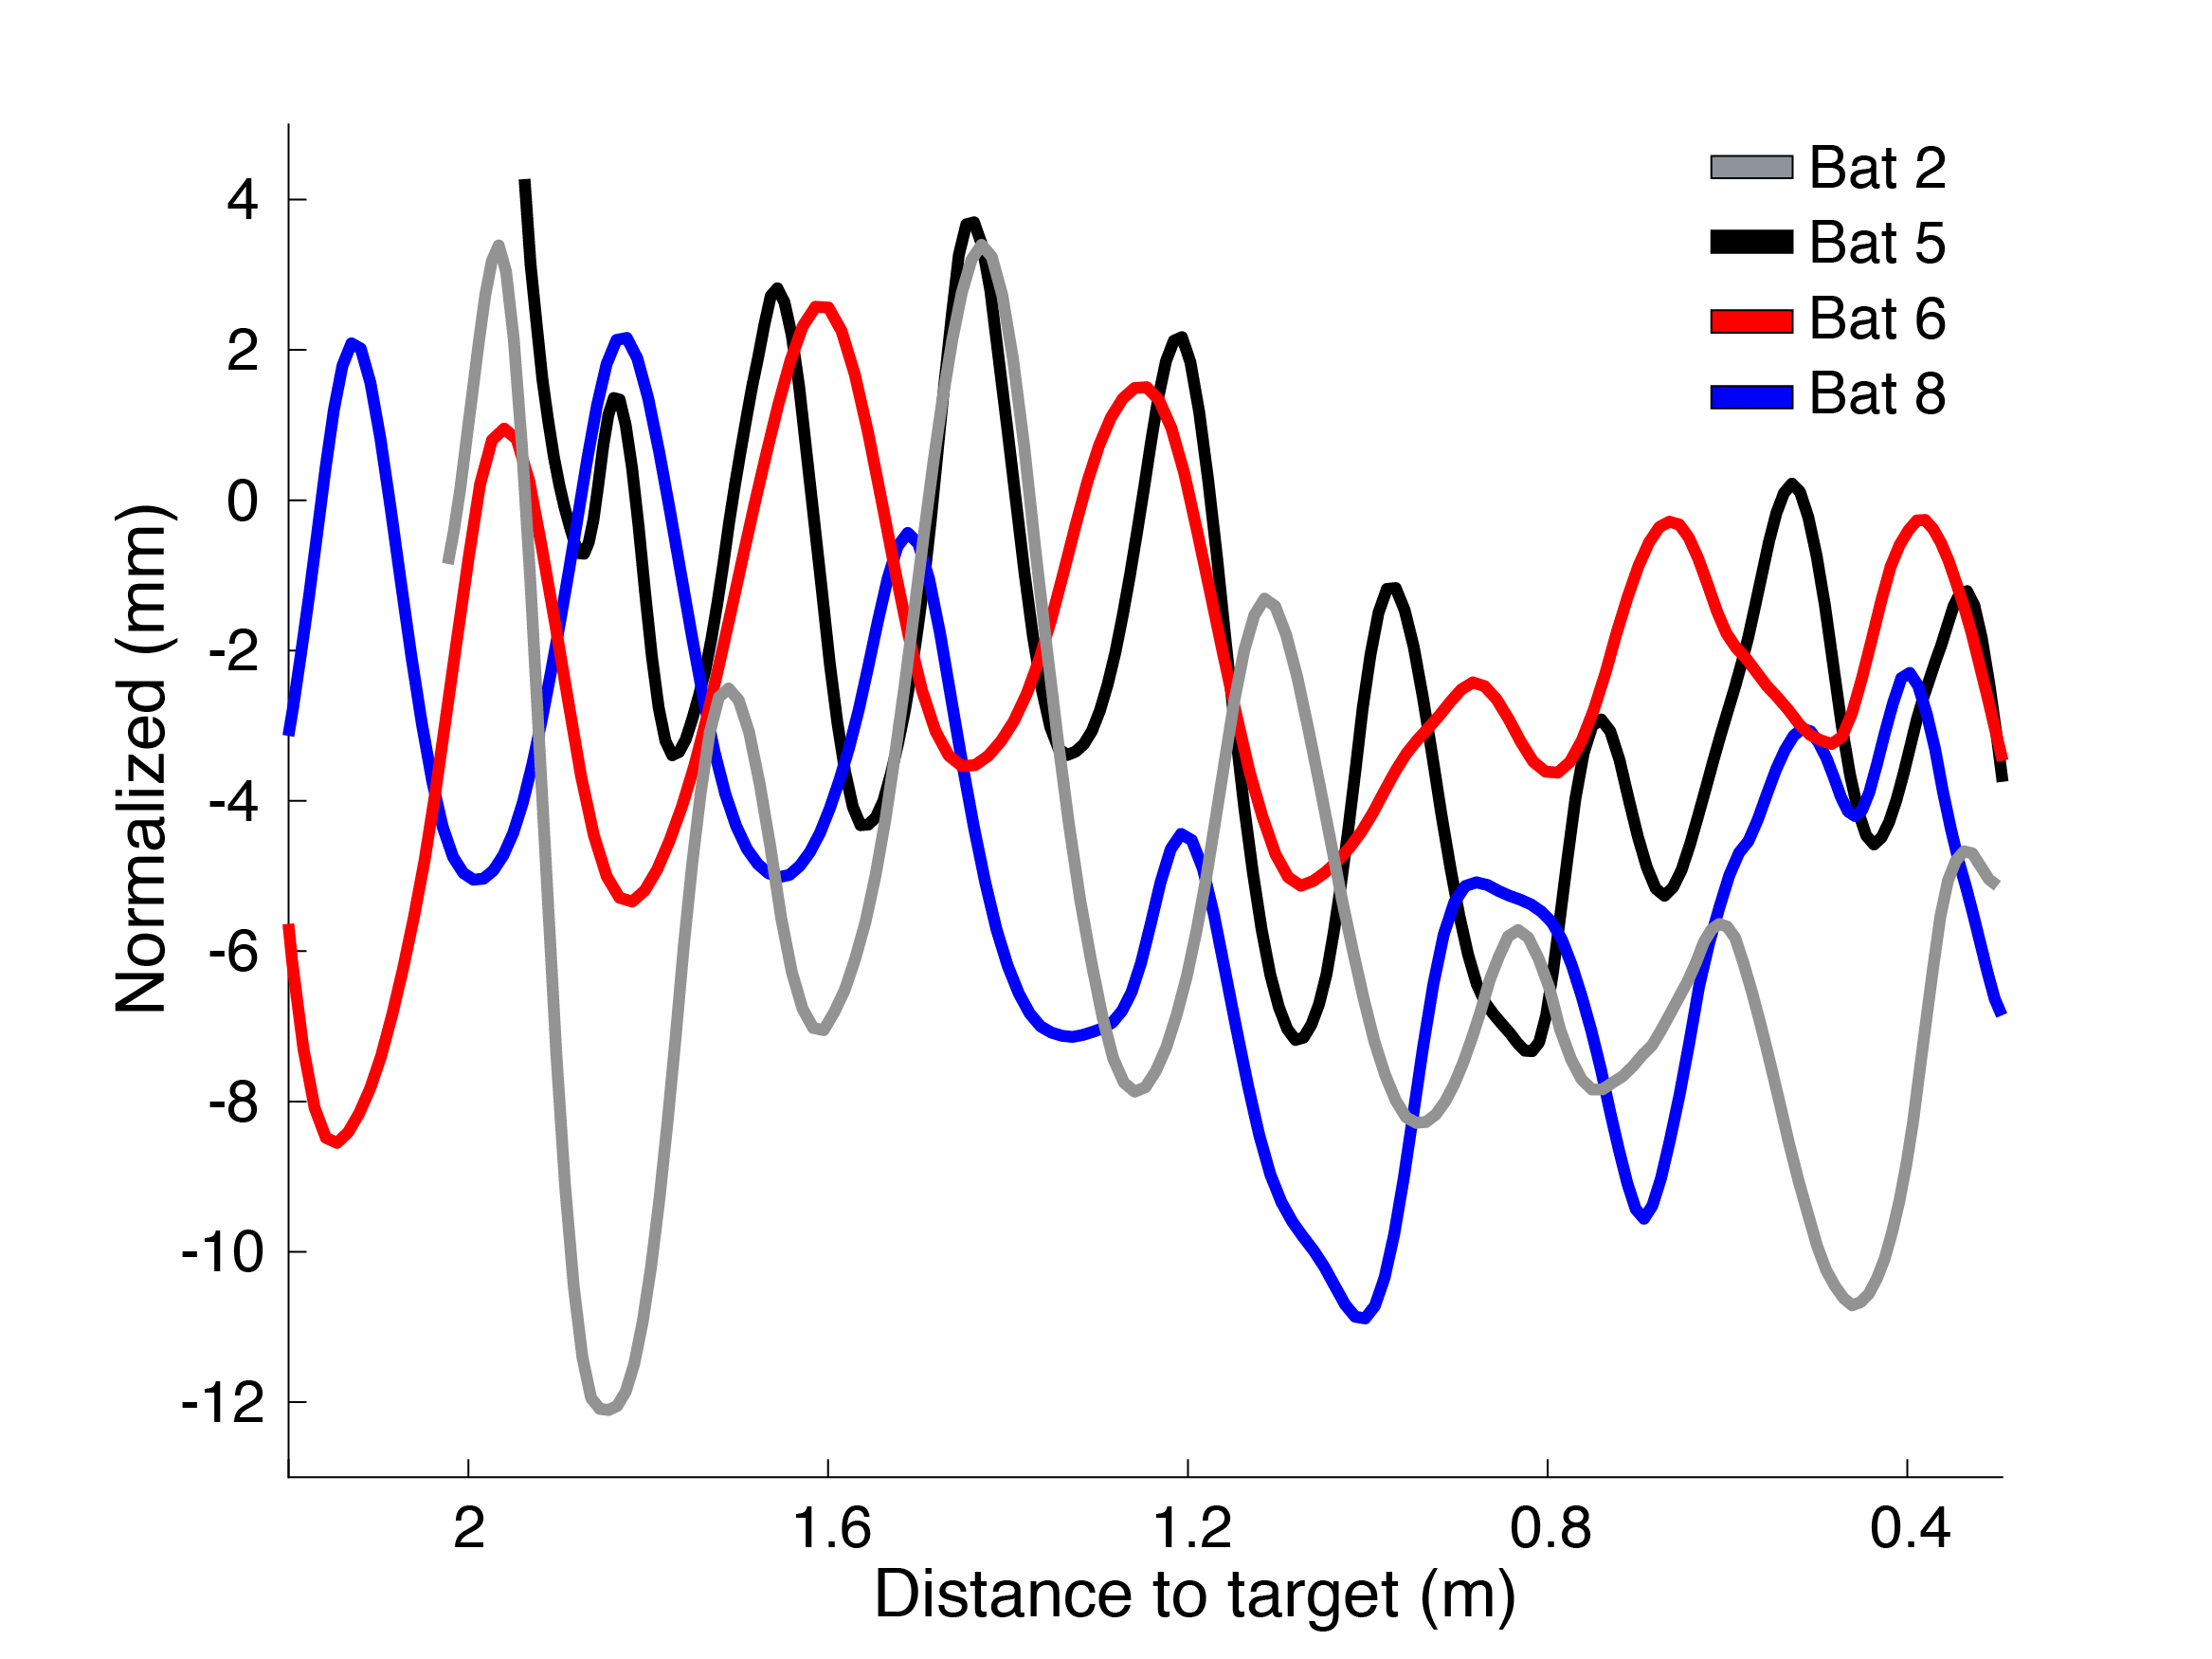 Bat 2
Bat 5
Bat 6
Bat 8
4
2
0
-2
-4
-6
-8
-10
-12
Normalized (mm)
2 1.6 1.2 0.8 0.4
Distance to target (m)